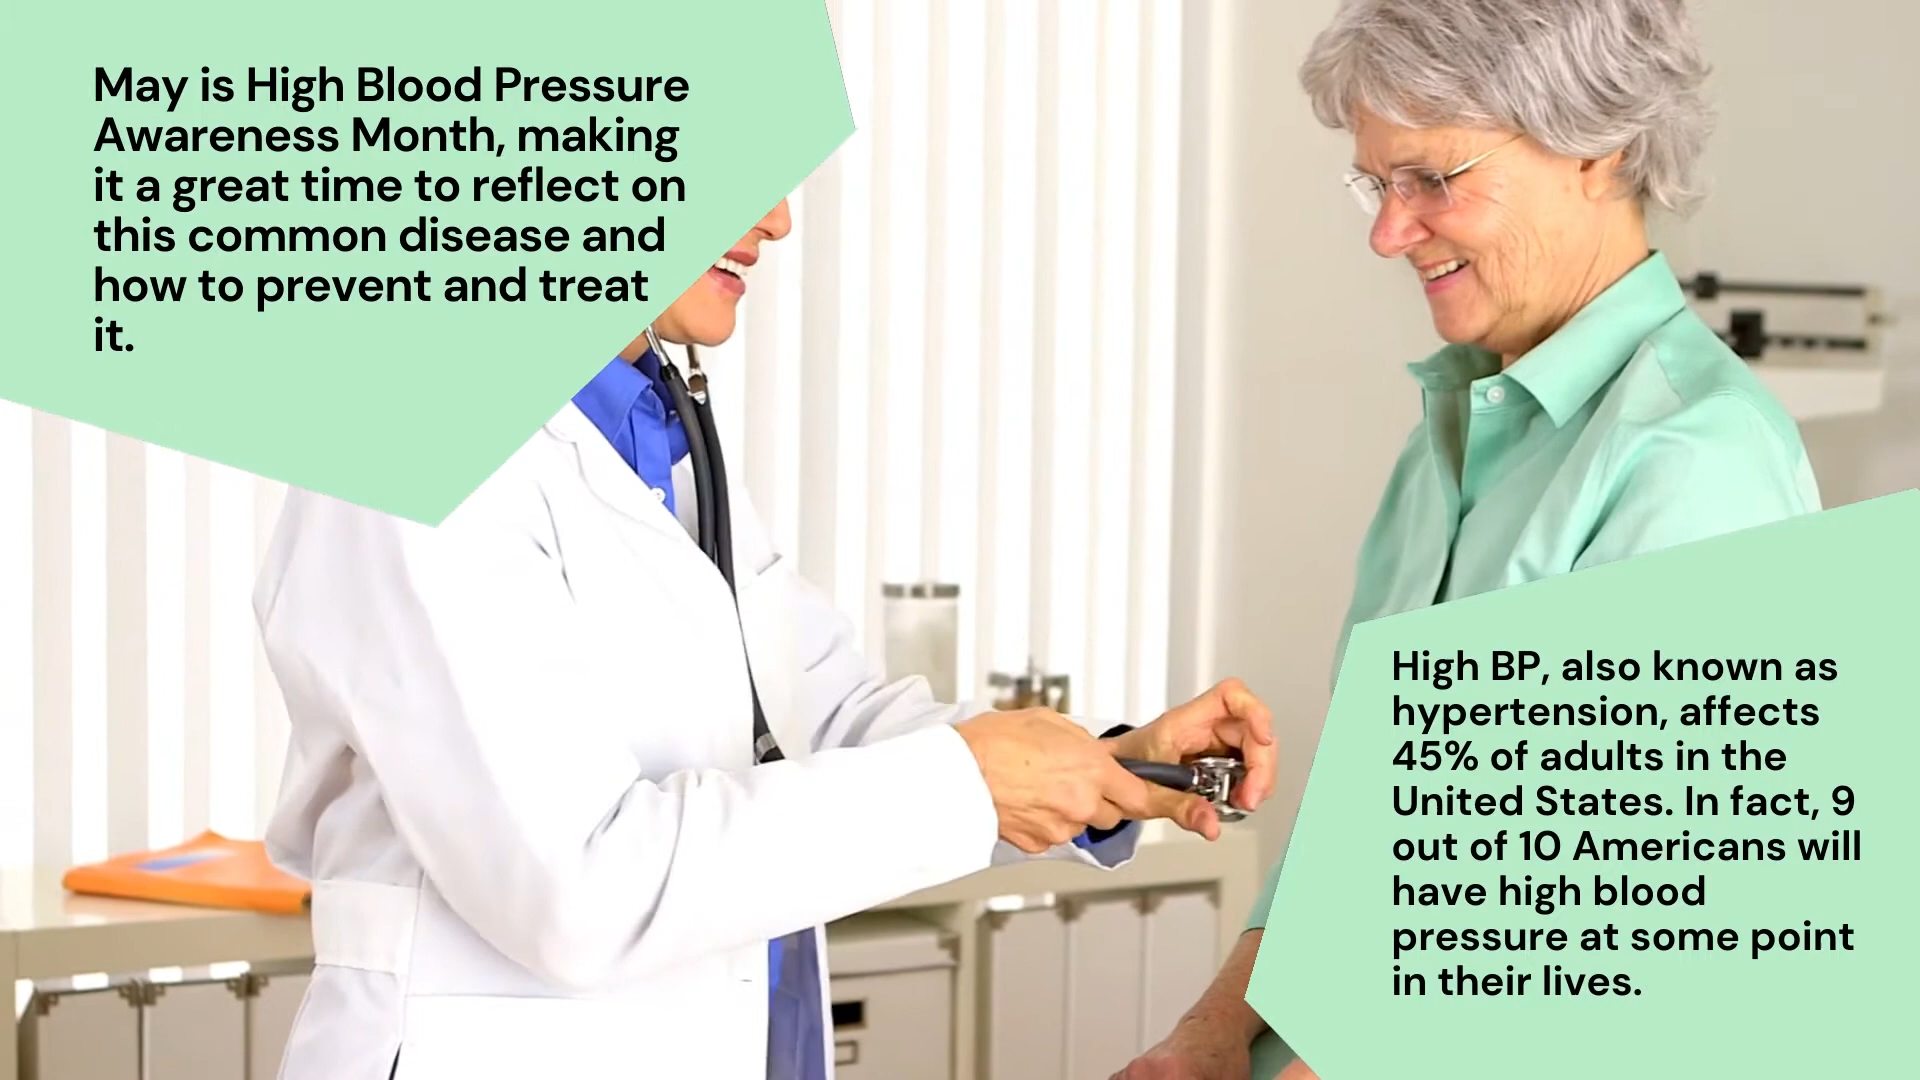 May is High Blood Pressure
Awareness Month, making
it a great time to reflect on
this common disease and
how to prevent and treat
it.
High BP, also known as
hypertension, affects
45% of adults in the
United States. In fact, 9
out of 10 Americans will
have high blood
pressure at some point
in their lives.